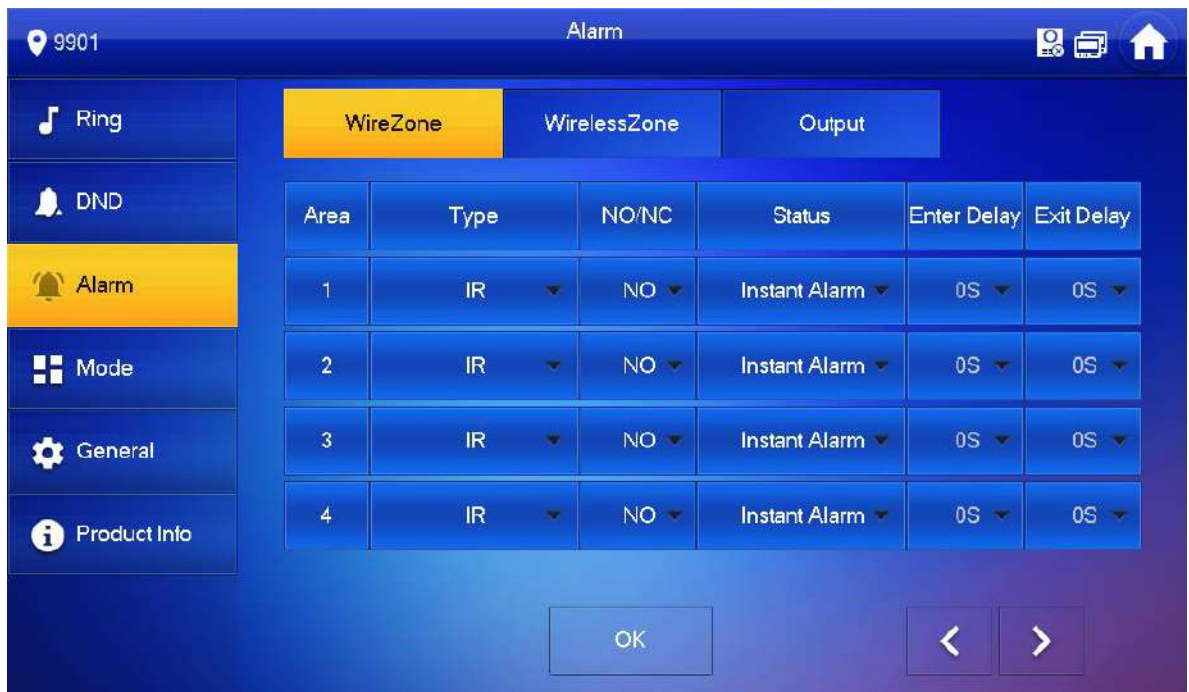 9901 Alarm
Ring WireZone WirelessZone Output
DND Area Type NO/NC Status Enter Delay Exit Delay
Alarm 1 IR NO Instant Alarm 0S 0S
Mode 2 IR NO Instant Alarm 0S 0S
General 3 IR NO Instant Alarm 0S 0S
Product Info 4 IR NO Instant Alarm 0S 0S
OK